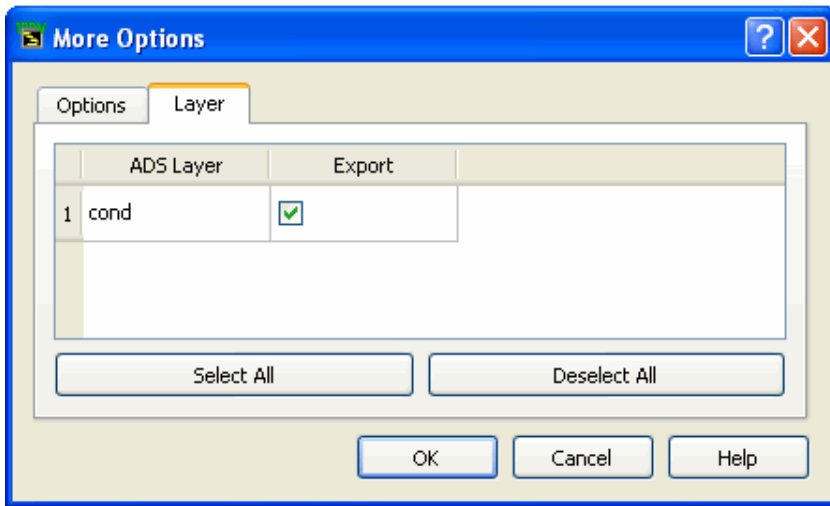 More Options
Options Layer
ADS Layer Export
1 cond
Select All Deselect All
OK Cancel Help